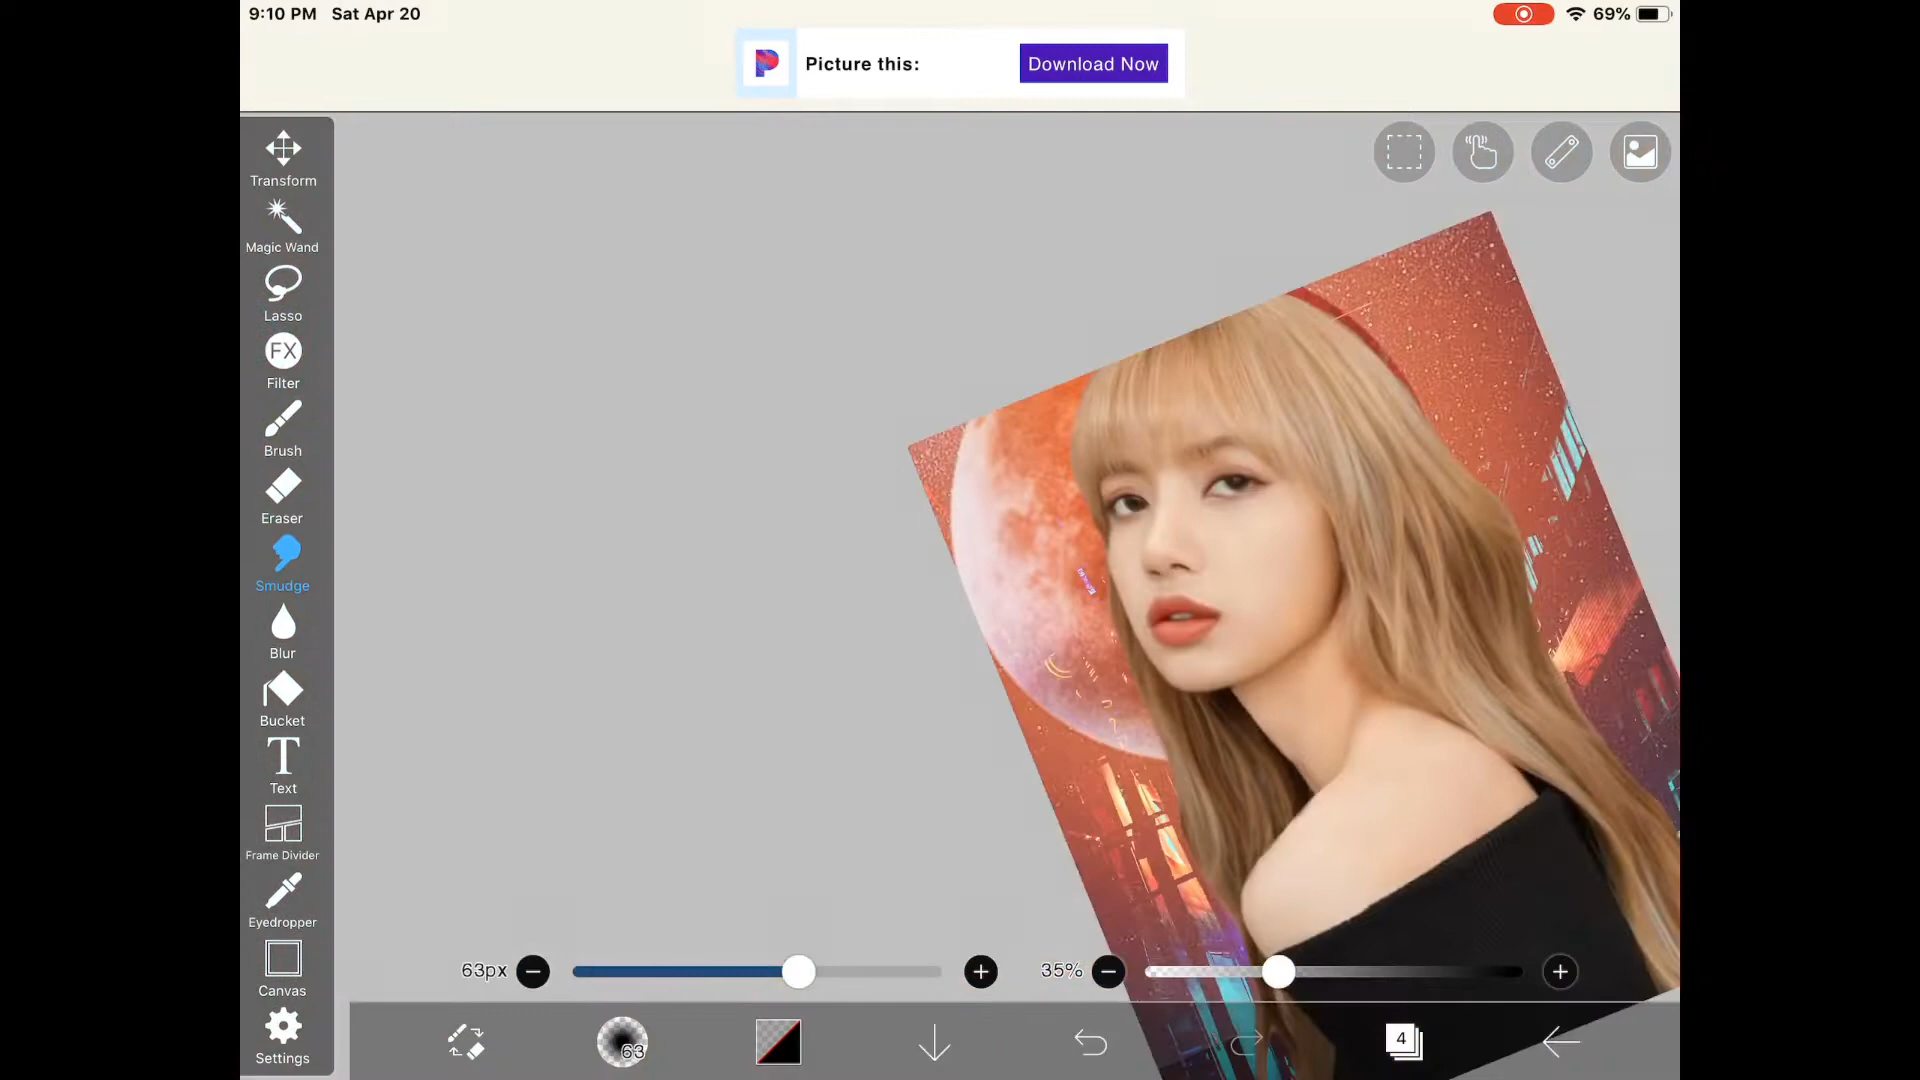 9:10 PM Sat Apr 20
69%
Picture this:
Download Now
Transform
Magic Wand
Lasso
FX
Filter
Brush
Eraser
Smudge
Blur
Bucket
T
Text
Frame Divider
Eyedropper
Canvas
Settings
63px
35%
63
4